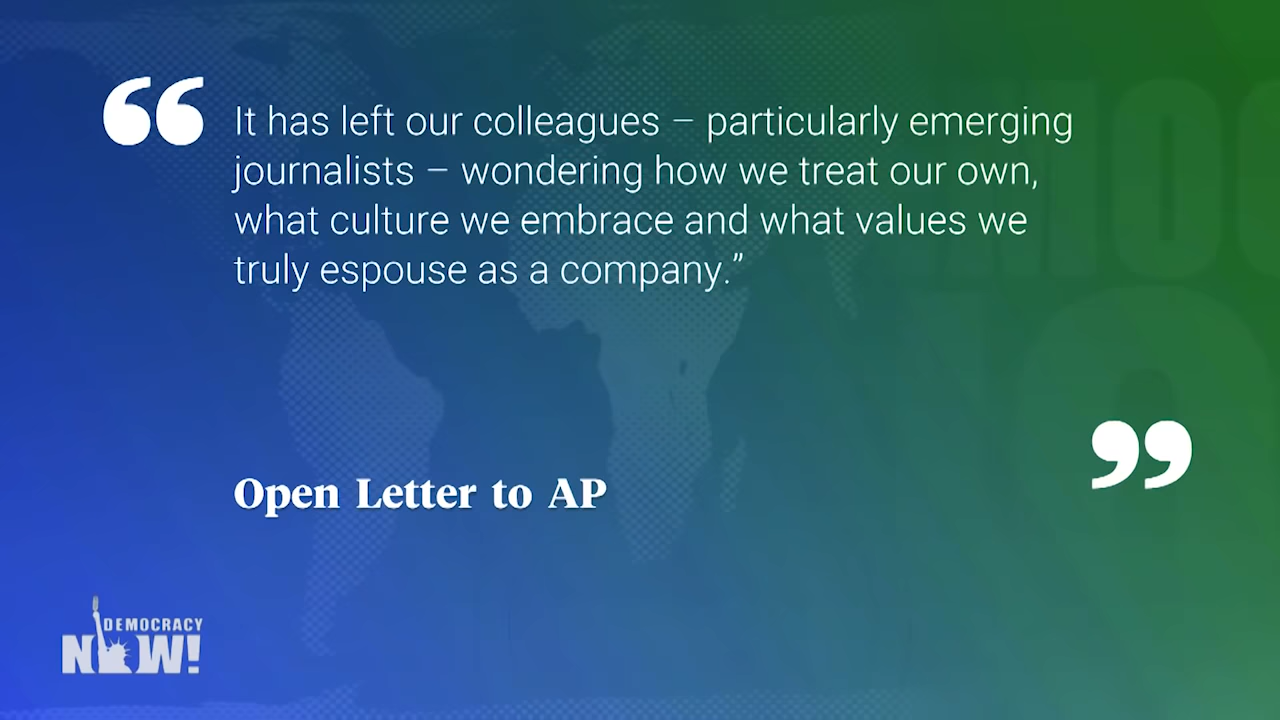 “
It has left our colleagues – particularly emerging
journalists – wondering how we treat our own,
what culture we embrace and what values we
truly espouse as a company.”
”
Open Letter to AP
DEMOCRACY
NOW!